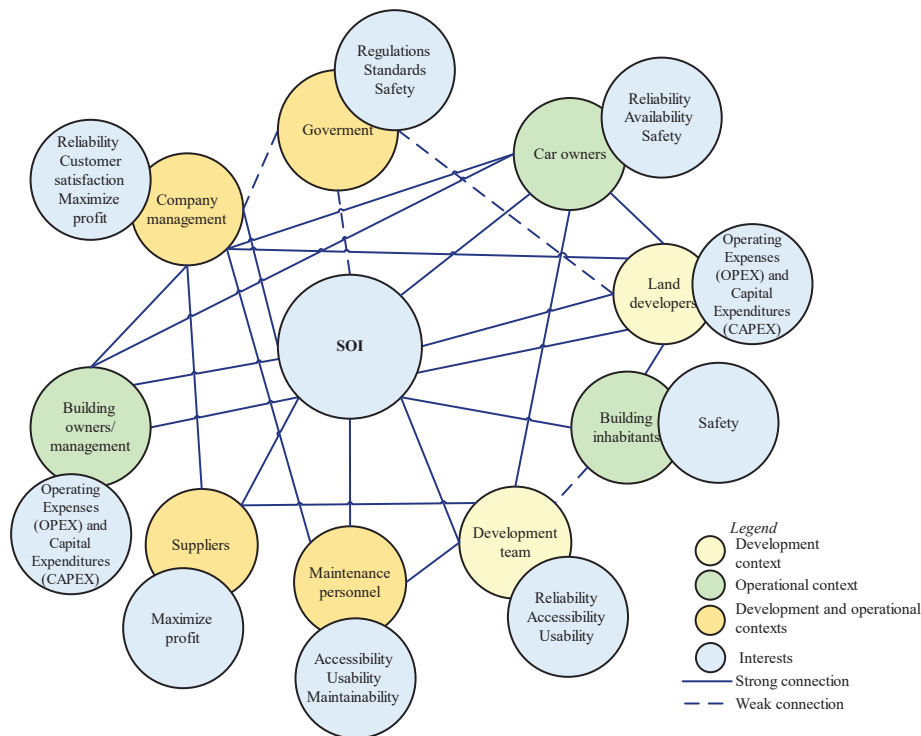 Regulations
Standards
Safety
Goverment
Reliability
Availability
Safety
Car owners
Reliability
Customer
satisfaction
Maximize
profit
Company
management
Operating
Expenses
(OPEX) and
Capital
Expenditures
(CAPEX)
Land
developers
SOI
Building
owners/
management
Building
inhabitants
Safety
Operating
Expenses
(OPEX) and
Capital
Expenditures
(CAPEX)
Suppliers
Maximize
profit
Maintenance
personnel
Accessibility
Usability
Maintainability
Development
team
Reliability
Accessibility
Usability
Legend
Development
context
Operational context
Development and operational
contexts
Interests
Strong connection
Weak connection